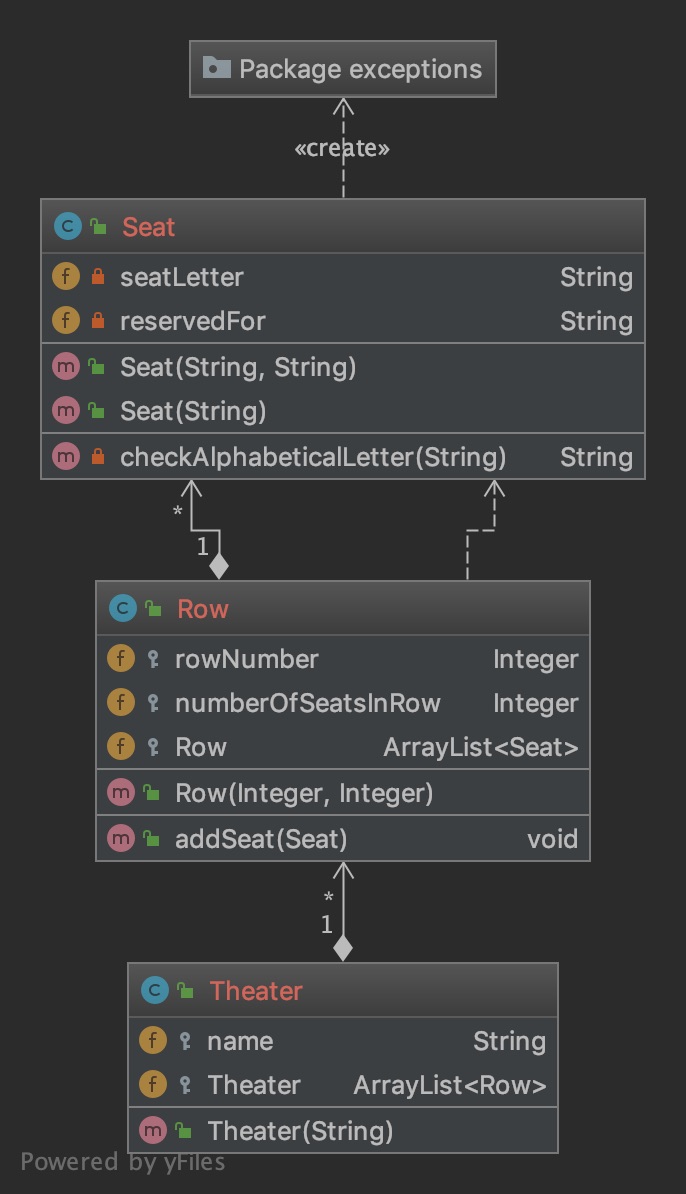 Package exceptions
«create»
C Seat
f seatLetter String
f reservedFor String
m Seat(String, String)
m Seat(String)
m checkAlphabeticalLetter(String) String
*
1
C Row
f rowNumber Integer
f numberOfSeatsInRow Integer
f Row ArrayList<Seat>
m Row(Integer, Integer)
m addSeat(Seat) void
*
1
C Theater
f name String
f Theater ArrayList<Row>
m Theater(String)
Powered by yFiles